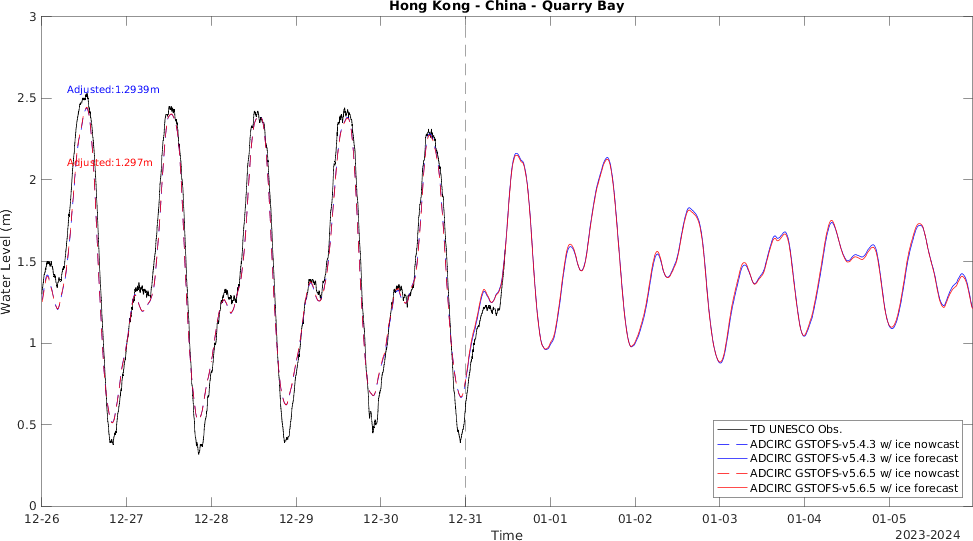 Hong Kong - China - Quarry Bay
3
2.5
2
1.5
1
0.5
0
Water Level (m)
Adjusted:1.2939m
Adjusted:1.297m
TD UNESCO Obs.
ADCIRC GSTOFS-v5.4.3 w/ ice nowcast
ADCIRC GSTOFS-v5.4.3 w/ ice forecast
ADCIRC GSTOFS-v5.6.5 w/ ice nowcast
ADCIRC GSTOFS-v5.6.5 w/ ice forecast
12-26 12-27 12-28 12-29 12-30 12-31 01-01 01-02 01-03 01-04 01-05
Time
2023-2024